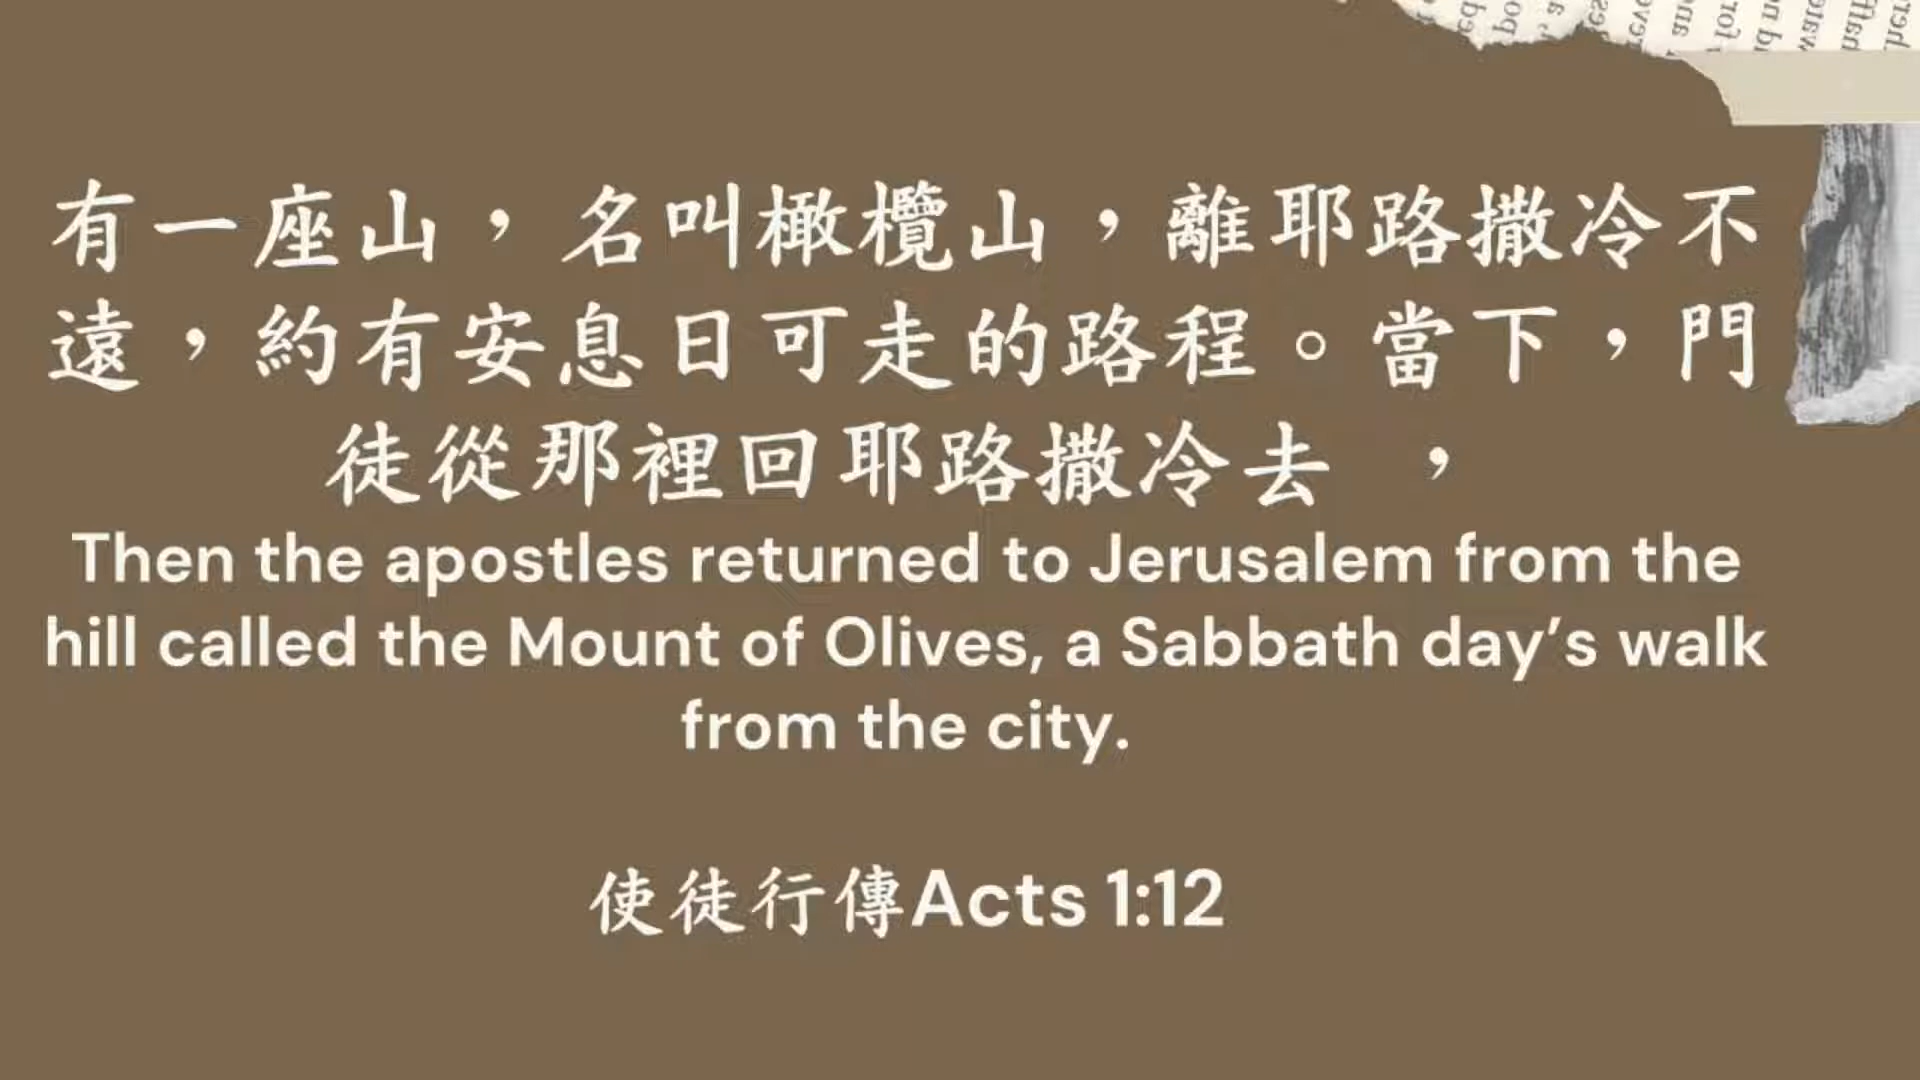 有一座山，名叫橄欖山，離耶路撒冷不
遠，約有安息日可走的路程。當下，門
徒從那裡回耶路撒冷去 ，
Then the apostles returned to Jerusalem from the
hill called the Mount of Olives, a Sabbath day’s walk
from the city.
使徒行傳Acts 1:12